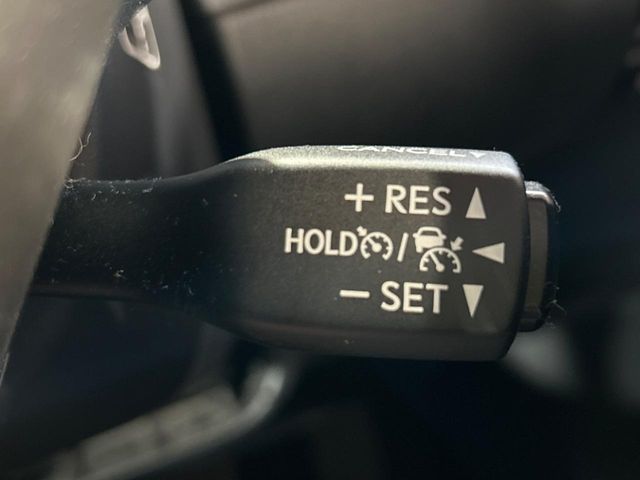 CANCEL
+ RES
HOLD /
− SET